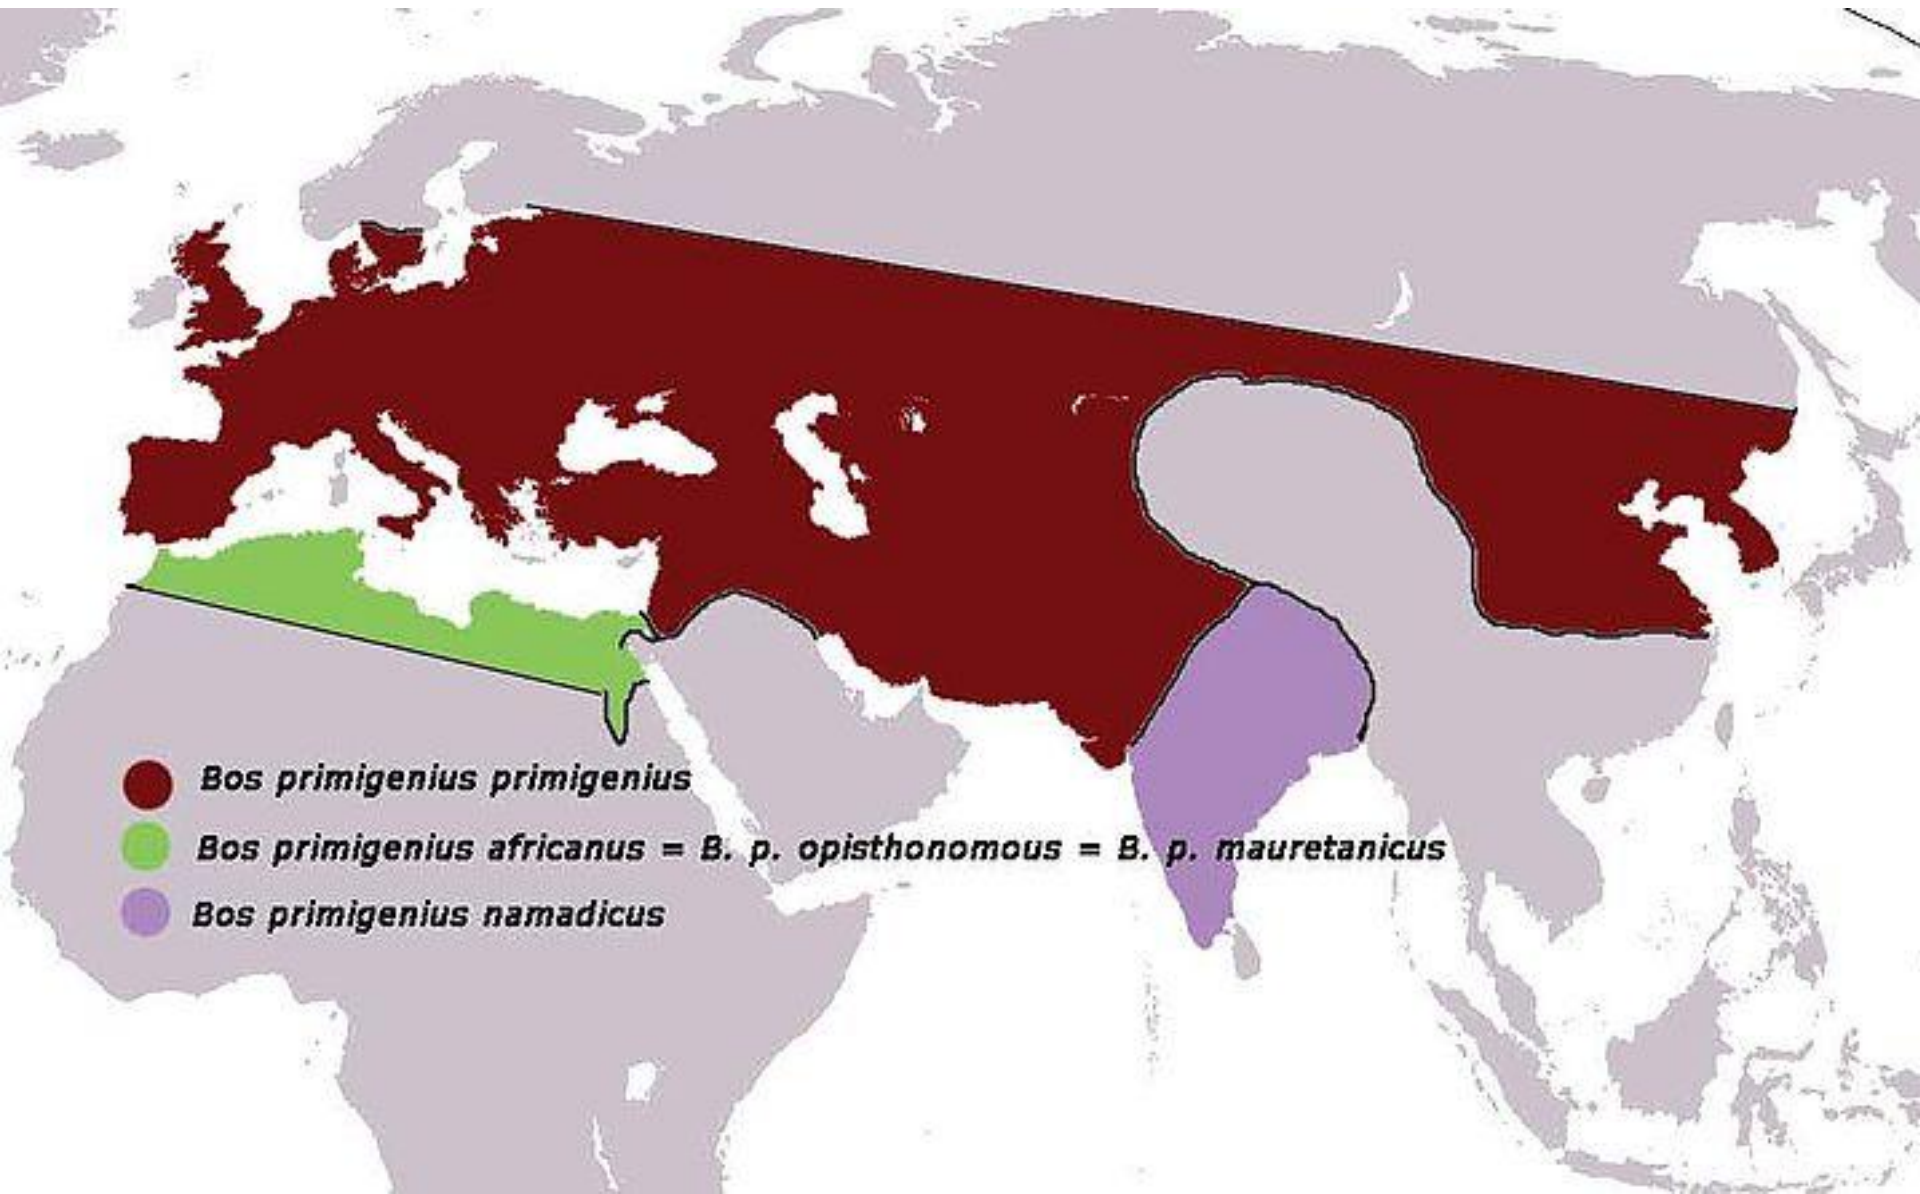 Bos primigenius primigenius
Bos primigenius africanus = B. p. opisthonomous = B. p. mauretanicus
Bos primigenius namadicus